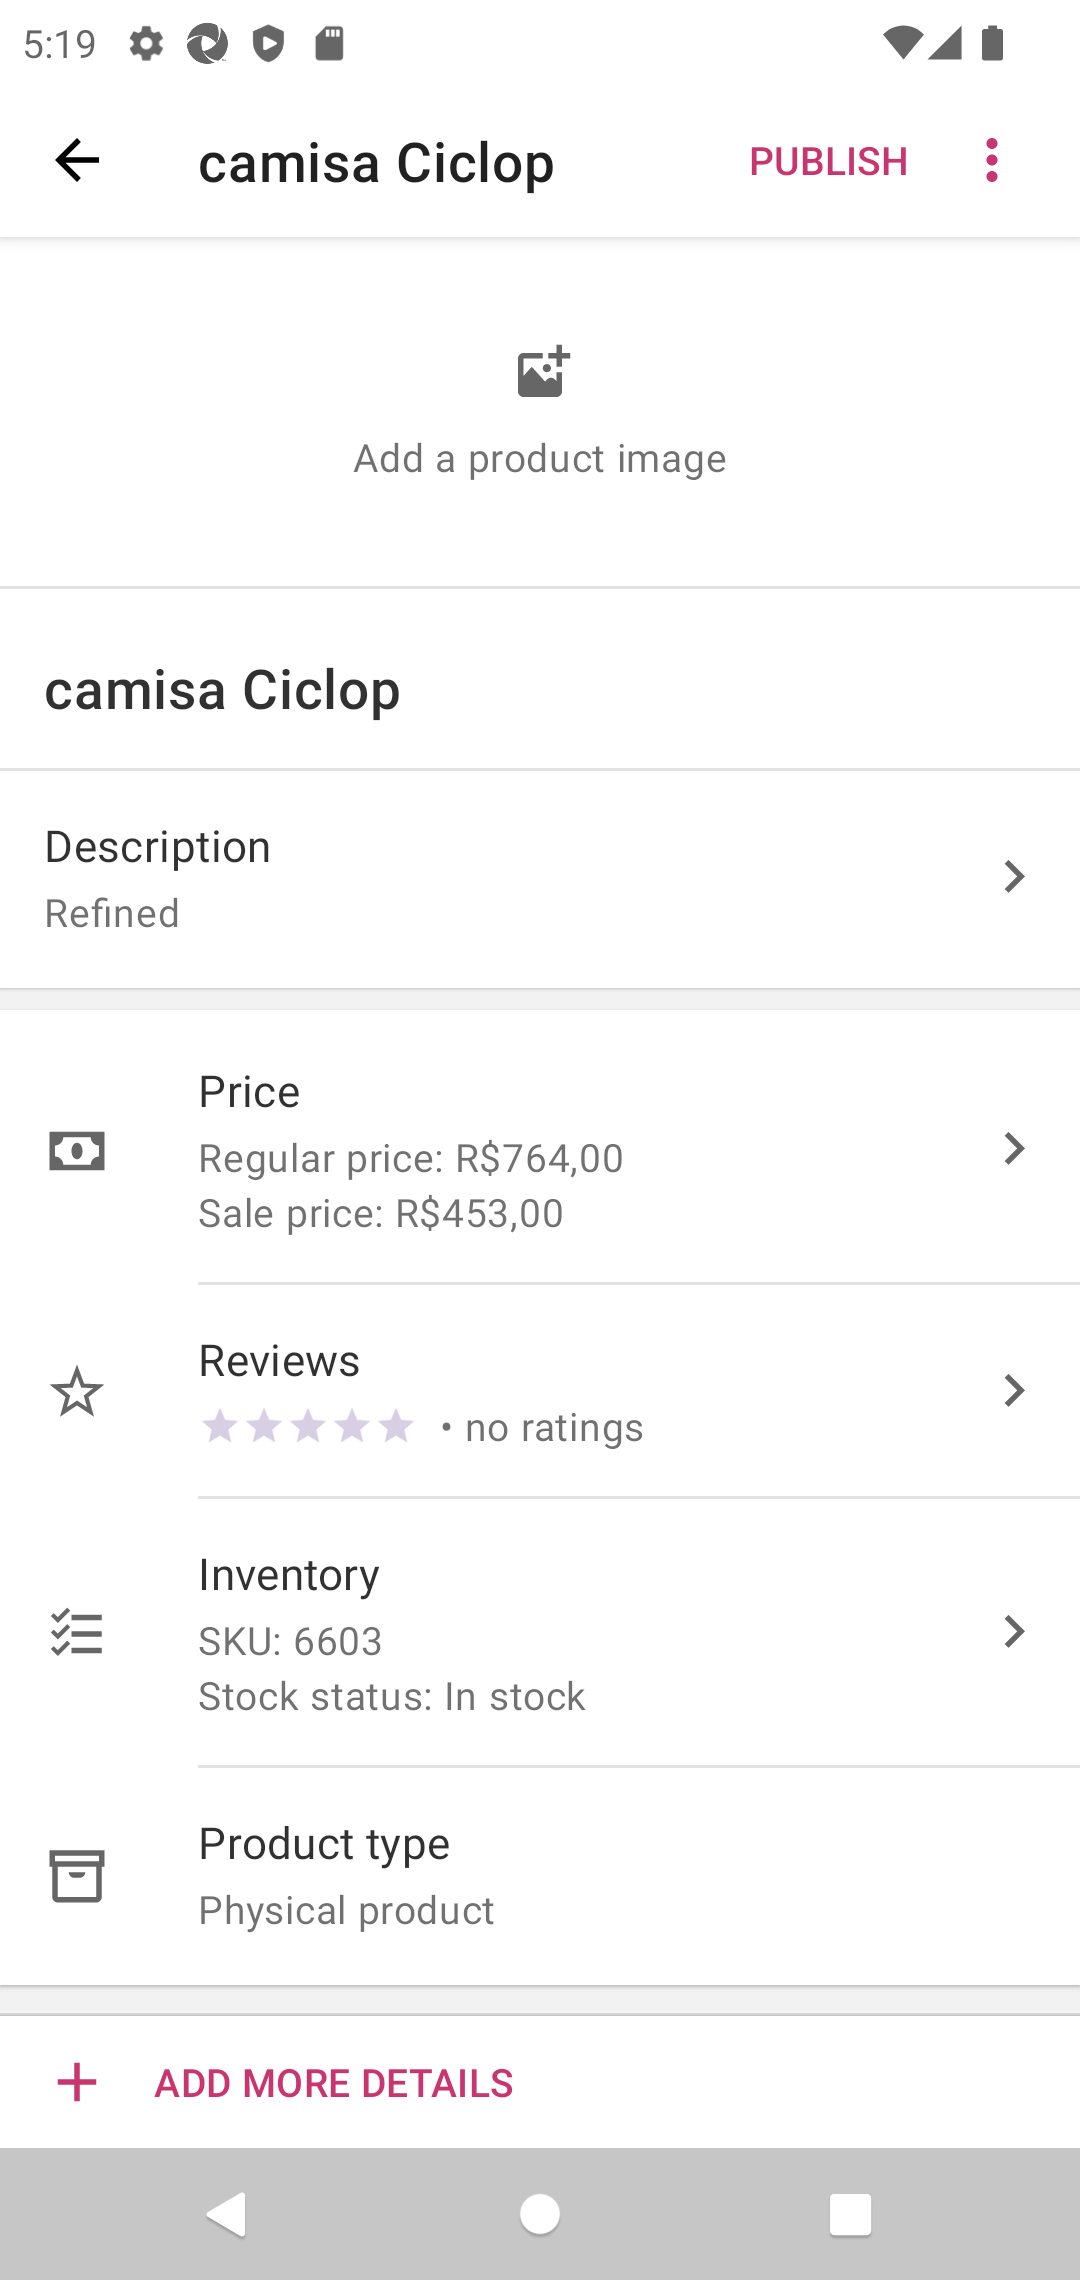 5:19
camisa Ciclop
PUBLISH
Add a product image
camisa Ciclop
Description
Refined
Price
Regular price: R$764,00
Sale price: R$453,00
Reviews
• no ratings
Inventory
SKU: 6603
Stock status: In stock
Product type
Physical product
ADD MORE DETAILS